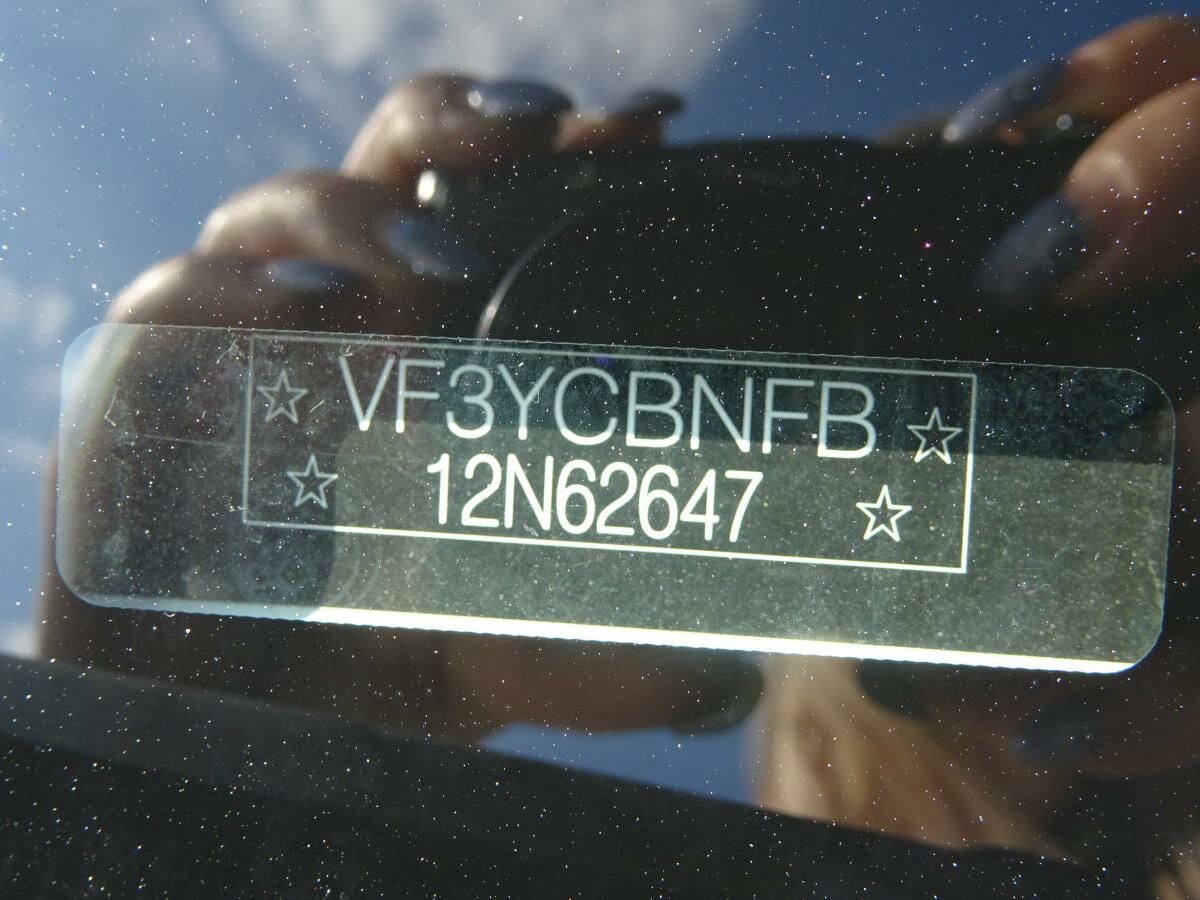 ☆ VF3YCBNFB ☆
☆ 12N62647 ☆